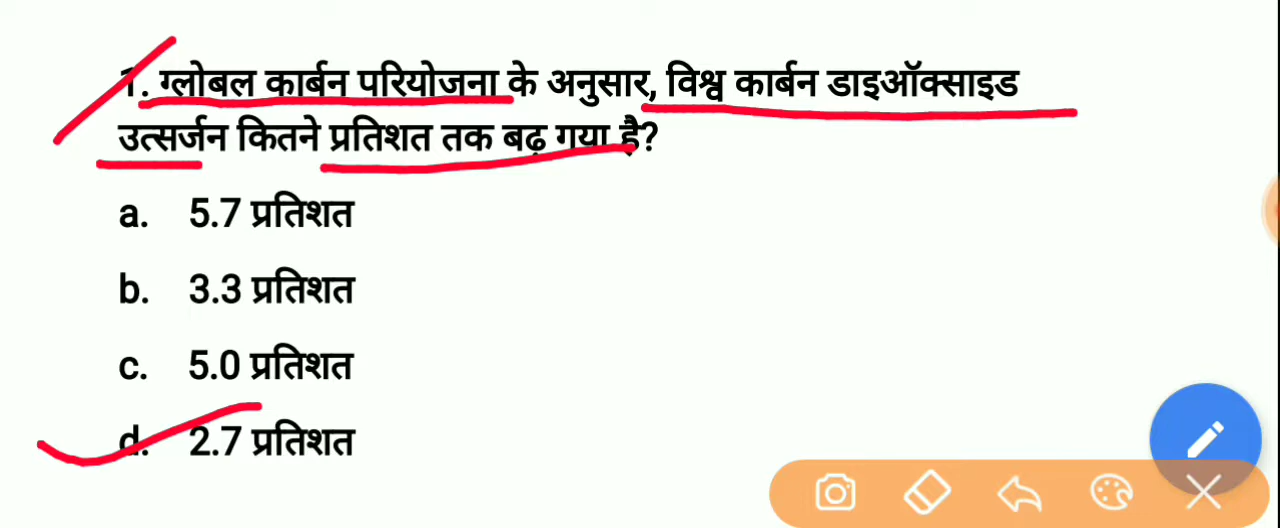 1. ग्लोबल कार्बन परियोजना के अनुसार, विश्व कार्बन डाइऑक्साइड
उत्सर्जन कितने प्रतिशत तक बढ़ गया है?
a. 5.7 प्रतिशत
b. 3.3 प्रतिशत
c. 5.0 प्रतिशत
d. 2.7 प्रतिशत